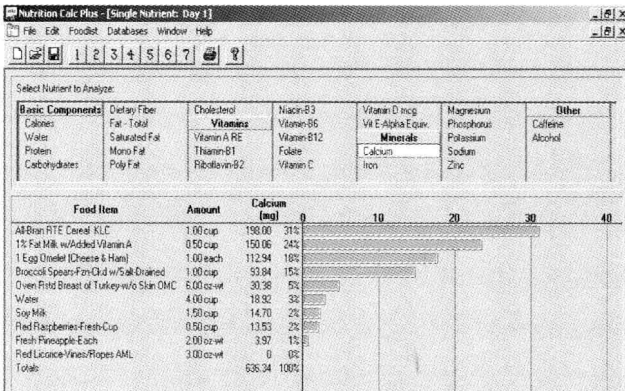 Nutrition Calc Plus - [Single Nutrient: Day 1]
File Edit Foodlist Databases Window Help
1 2 3 4 5 6 7
Select Nutrient to Analyze:
Basic Components Dietary Fiber Cholesterol Niacin-B3 Vitamin D mcg Magnesium Other
Calories Fat - Total Vitamins Vitamin-B6 Vit E-Alpha Equiv. Phosphorus Caffeine
Water Saturated Fat Vitamin A RE Vitamin-B12 Minerals Potassium Alcohol
Protein Mono Fat Thiamin-B1 Folate Calcium Sodium
Carbohydrates Poly Fat Riboflavin-B2 Vitamin C Iron Zinc
Food Item Amount Calcium (mg) 0 10 20 30 40
All-Bran RTE Cereal KLC 1.00 cup 198.00 31%
1% Fat Milk w/Added Vitamin A 0.50 cup 150.06 24%
1 Egg Omelet (Cheese & Ham) 1.00 each 112.94 18%
Broccoli Spears-Fzn-Ckd w/Salt-Drained 1.00 cup 93.84 15%
Oven Rstd Breast of Turkey-w/o Skin OMC 6.00 oz-wt 30.38 5%
Water 4.00 cup 18.92 3%
Soy Milk 1.50 cup 14.70 2%
Red Raspberries-Fresh-Cup 0.50 cup 13.53 2%
Fresh Pineapple-Each 2.00 oz-wt 3.97 1%
Red Licorice-Vines/Ropes AML 3.00 oz-wt 0 0%
Totals 636.34 100%